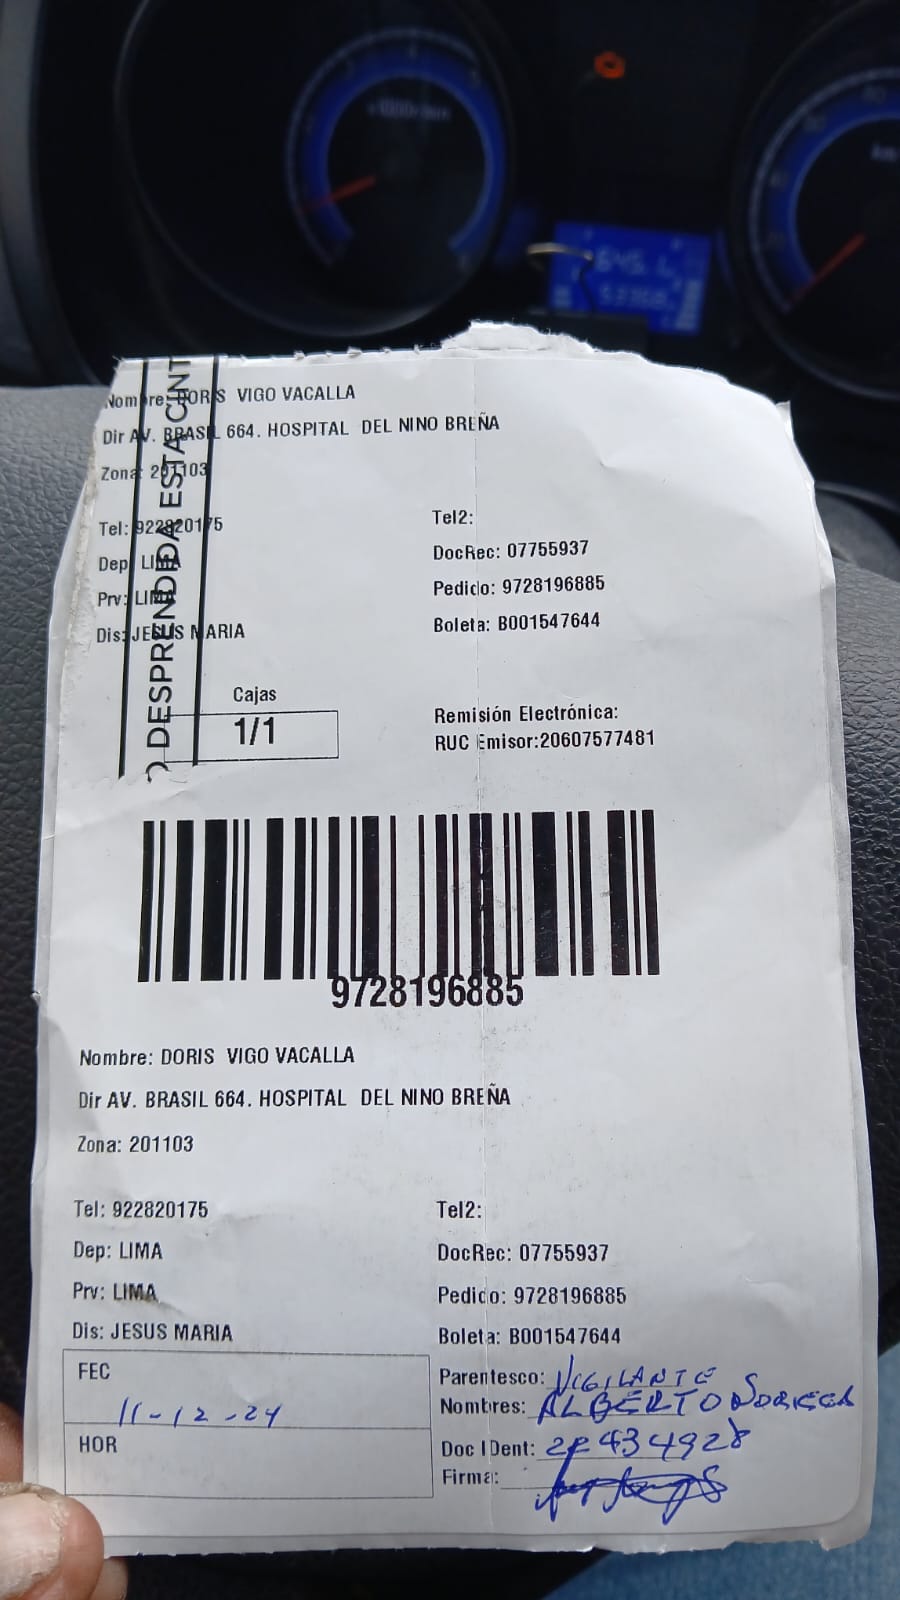 Nombre: DORIS VIGO VACALLA
Dir AV. BRASIL 664. HOSPITAL DEL NINO BREÑA
Zona: 201103
Tel: 922820175
Tel2:
Dep: LIMA
DocRec: 07755937
Prv: LIMA
Pedido: 9728196885
Dis: JESUS MARIA
Boleta: B001547644
DESPRENDIDA ESTA CINT
Cajas
1/1
Remisión Electrónica:
RUC Emisor:20607577481
9728196885
Nombre: DORIS VIGO VACALLA
Dir AV. BRASIL 664. HOSPITAL DEL NINO BREÑA
Zona: 201103
Tel: 922820175
Tel2:
Dep: LIMA
DocRec: 07755937
Prv: LIMA
Pedido: 9728196885
Dis: JESUS MARIA
Boleta: B001547644
FEC
11-12-24
HOR
Parentesco: VIGILANTE
Nombres: ALBERTO
Doc IDent:
Firma: